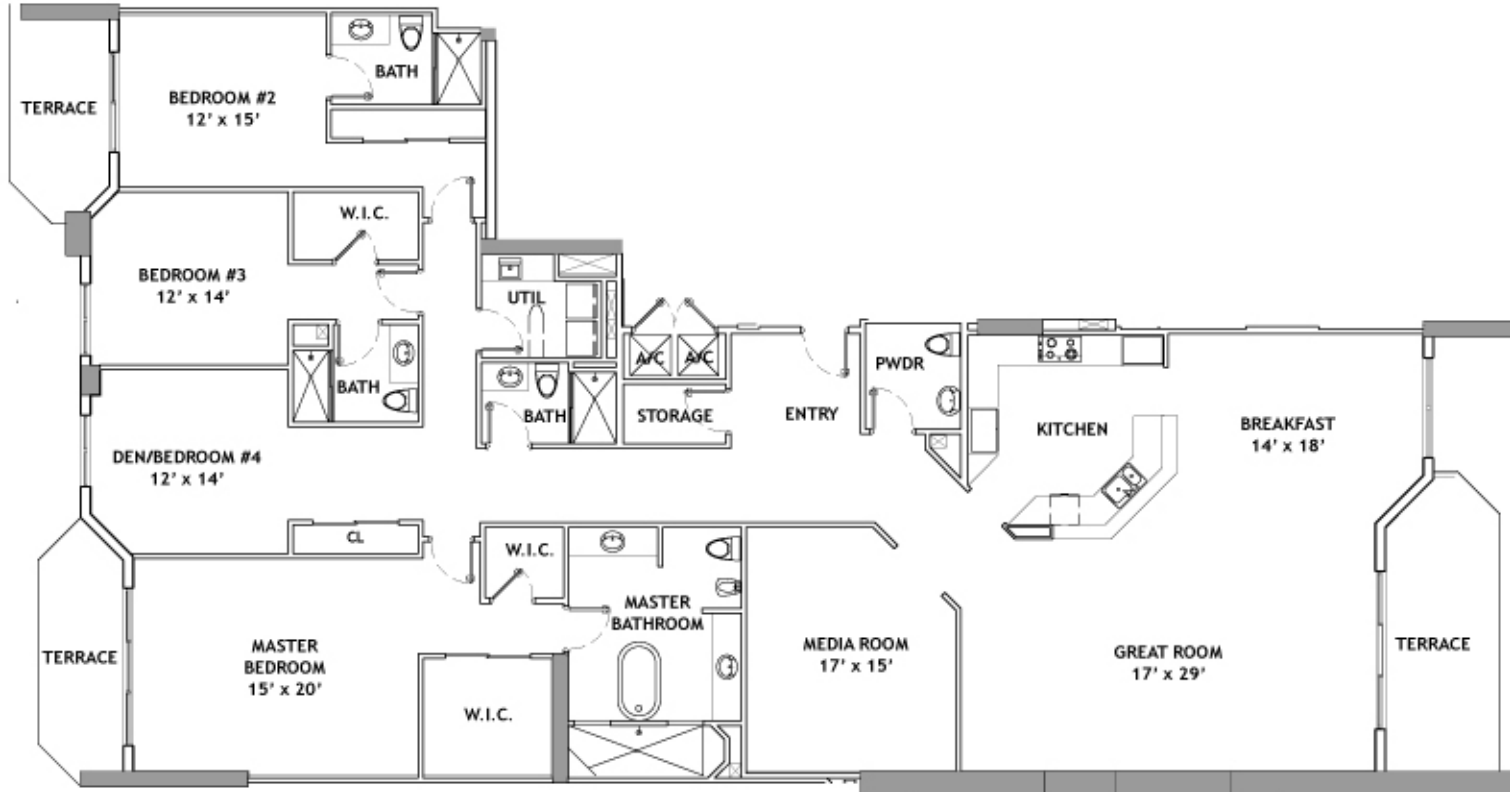 BATH
BEDROOM #2
12' x 15'
TERRACE
W.I.C.
BEDROOM #3
12' x 14'
UTIL
A/C
A/C
PWDR
BATH
BATH
STORAGE
ENTRY
KITCHEN
BREAKFAST
14' x 18'
DEN/BEDROOM #4
12' x 14'
CL
W.I.C.
MASTER
BATHROOM
TERRACE
MASTER
BEDROOM
15' x 20'
W.I.C.
MEDIA ROOM
17' x 15'
GREAT ROOM
17' x 29'
TERRACE